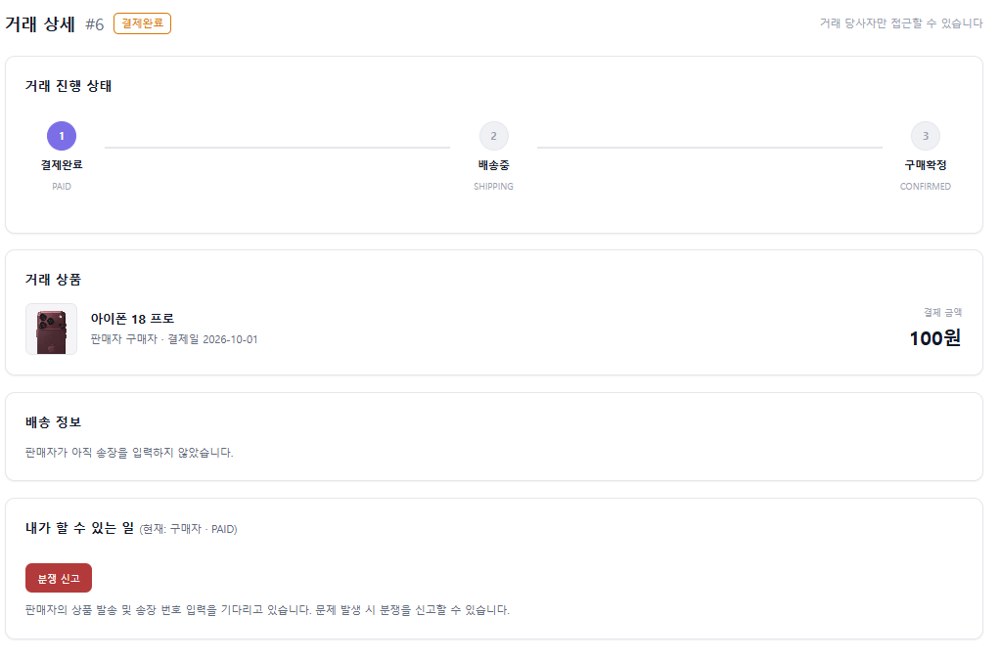 거래 상세 #6 결제완료
거래 당사자만 접근할 수 있습니다
거래 진행 상태
1
결제완료
PAID
2
배송중
SHIPPING
3
구매확정
CONFIRMED
거래 상품
아이폰 18 프로
판매자 구매자 · 결제일 2026-10-01
결제 금액
100원
배송 정보
판매자가 아직 송장을 입력하지 않았습니다.
내가 할 수 있는 일 (현재: 구매자 · PAID)
분쟁 신고
판매자의 상품 발송 및 송장 번호 입력을 기다리고 있습니다. 문제 발생 시 분쟁을 신고할 수 있습니다.